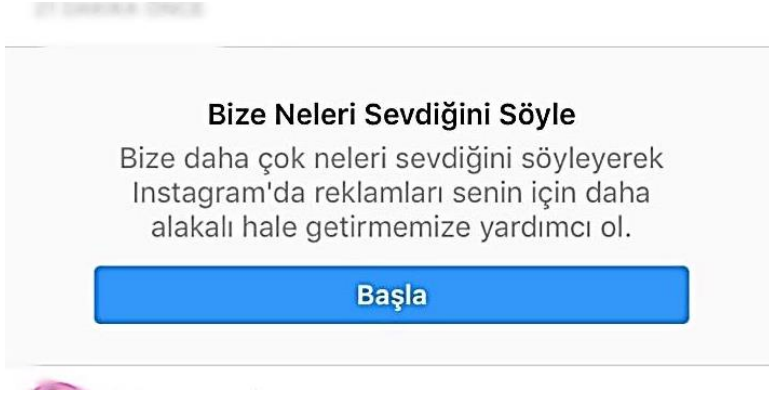 Bize Neleri Sevdiğini Söyle
Bize daha çok neleri sevdiğini söyleyerek
Instagram'da reklamları senin için daha
alakalı hale getirmemize yardımcı ol.
Başla